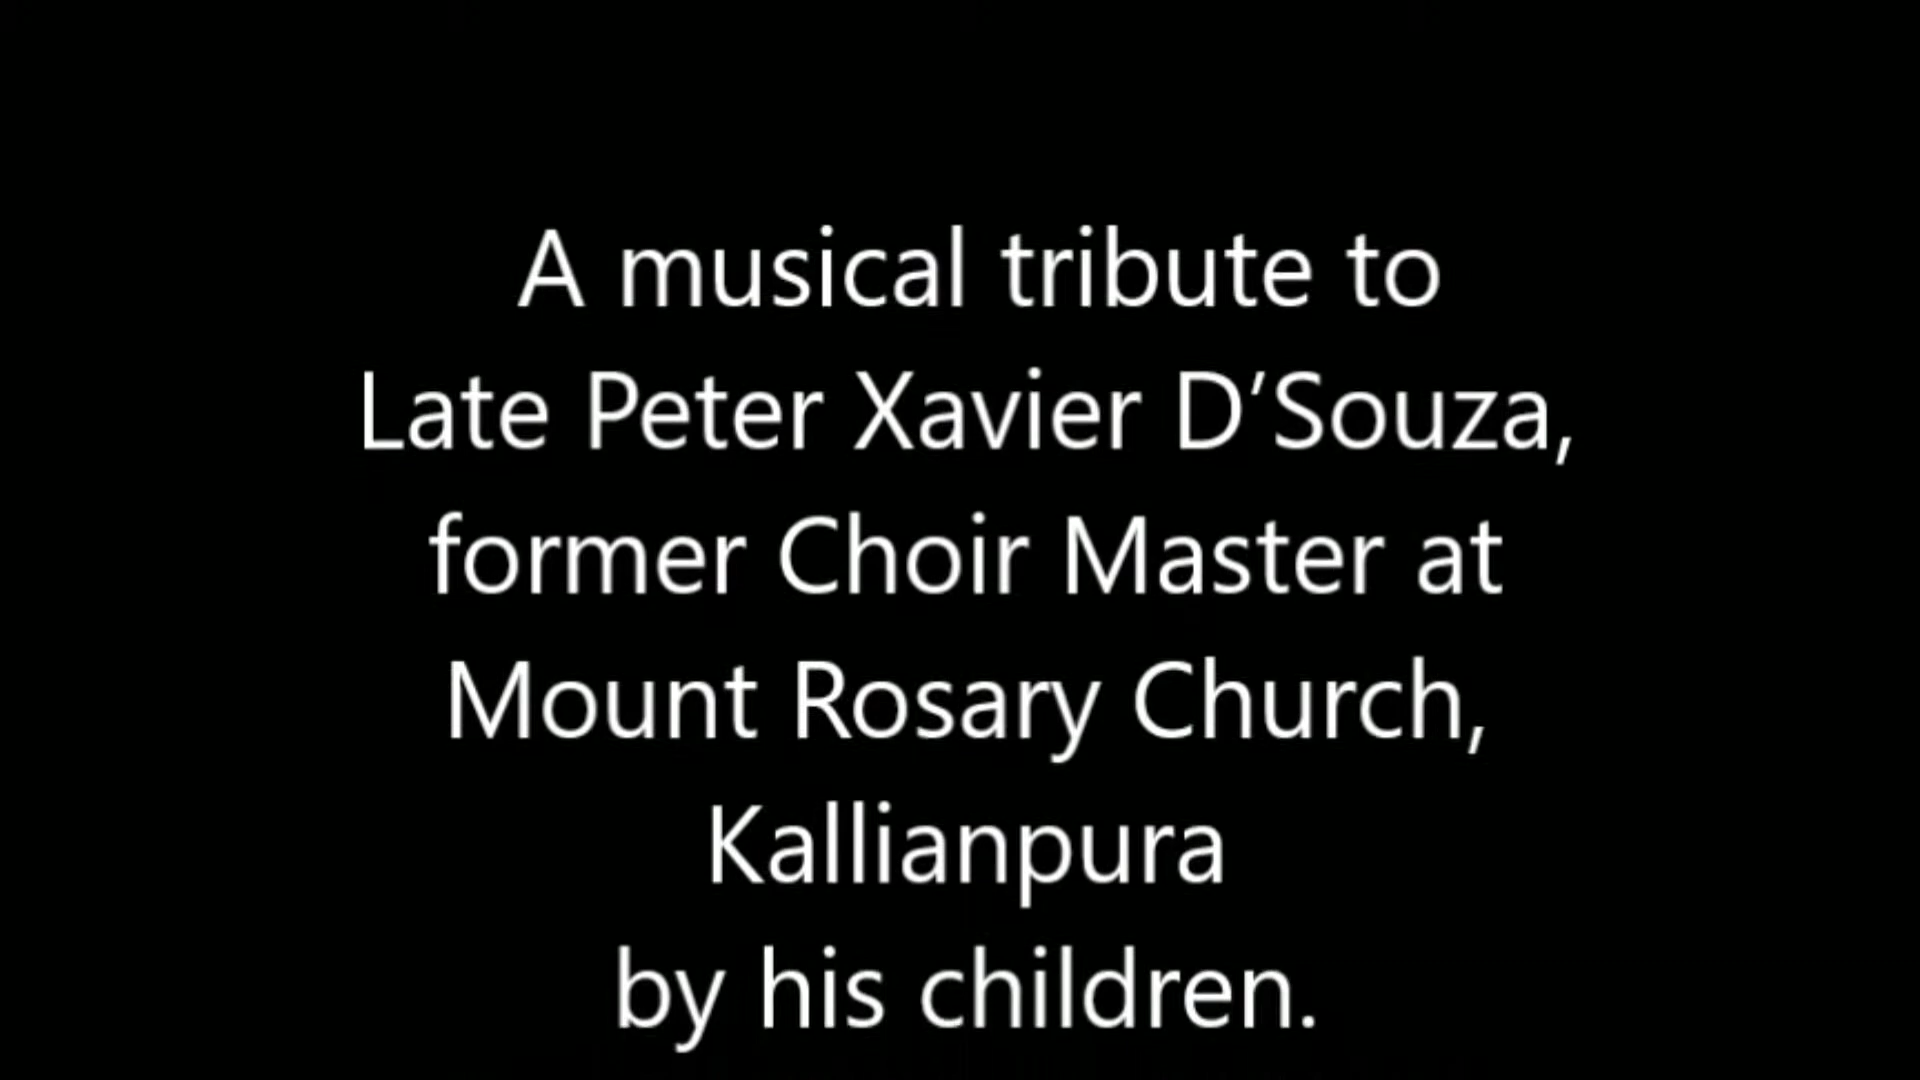 A musical tribute to
Late Peter Xavier D’Souza,
former Choir Master at
Mount Rosary Church,
Kallianpura
by his children.